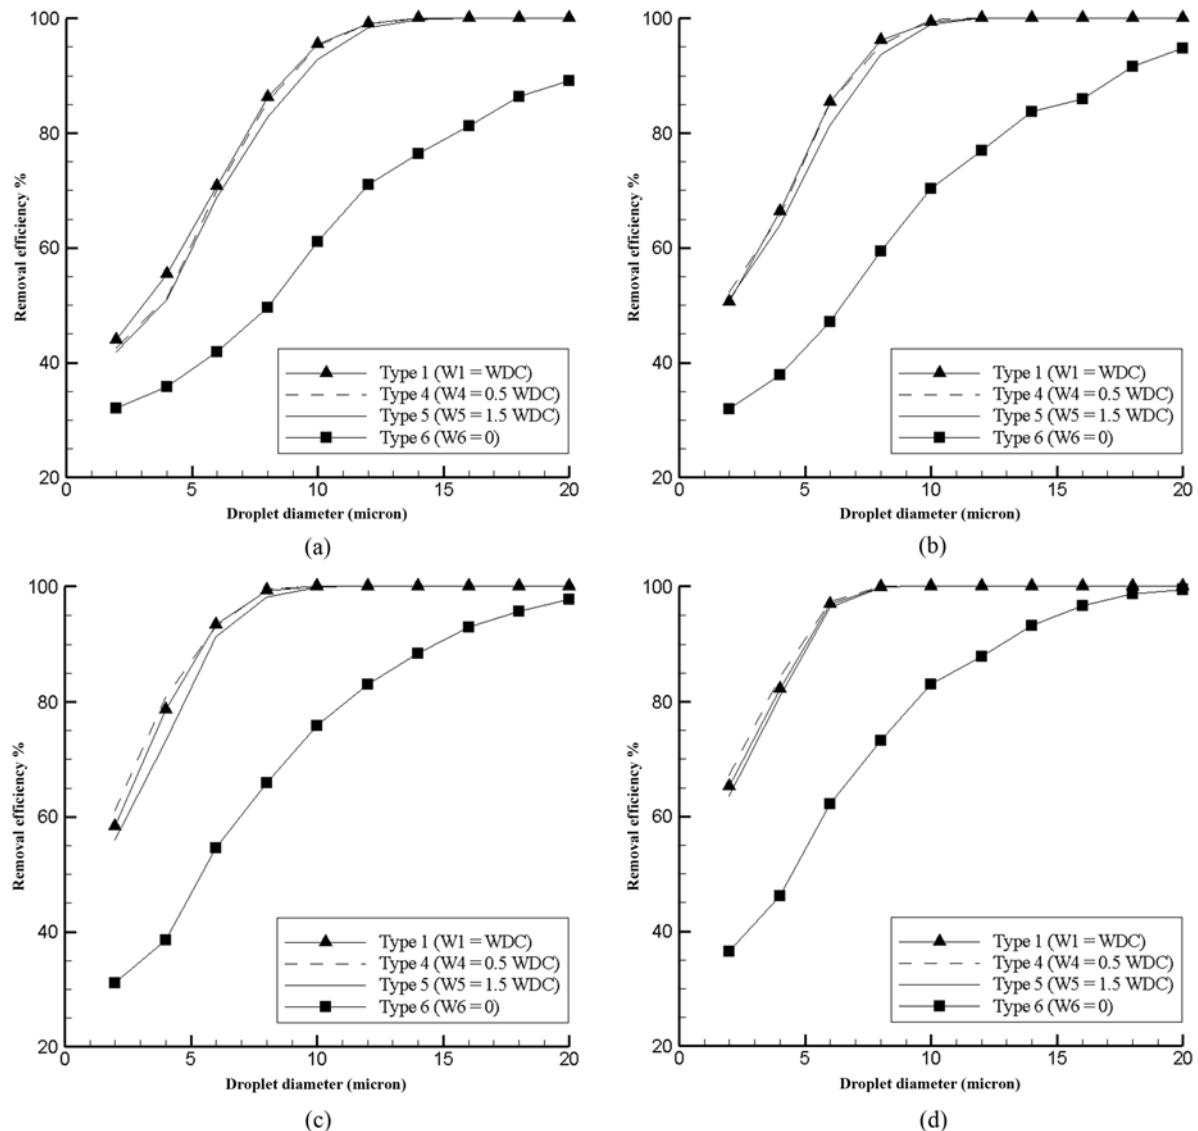 100
80
60
40
20
Removal efficiency %
Type 1 (W1 = WDC)
Type 4 (W4 = 0.5 WDC)
Type 5 (W5 = 1.5 WDC)
Type 6 (W6 = 0)
0 5 10 15 20
Droplet diameter (micron)
(a)
100
80
60
40
20
Removal efficiency %
Type 1 (W1 = WDC)
Type 4 (W4 = 0.5 WDC)
Type 5 (W5 = 1.5 WDC)
Type 6 (W6 = 0)
0 5 10 15 20
Droplet diameter (micron)
(b)
100
80
60
40
20
Removal efficiency %
Type 1 (W1 = WDC)
Type 4 (W4 = 0.5 WDC)
Type 5 (W5 = 1.5 WDC)
Type 6 (W6 = 0)
0 5 10 15 20
Droplet diameter (micron)
(c)
100
80
60
40
20
Removal efficiency %
Type 1 (W1 = WDC)
Type 4 (W4 = 0.5 WDC)
Type 5 (W5 = 1.5 WDC)
Type 6 (W6 = 0)
0 5 10 15 20
Droplet diameter (micron)
(d)